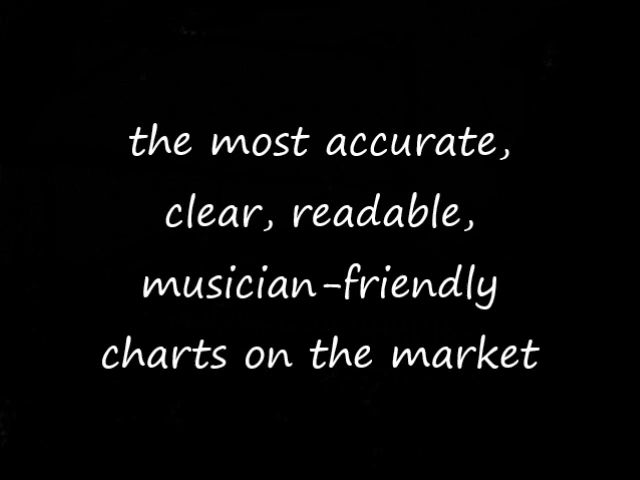 the most accurate,
clear, readable,
musician-friendly
charts on the market